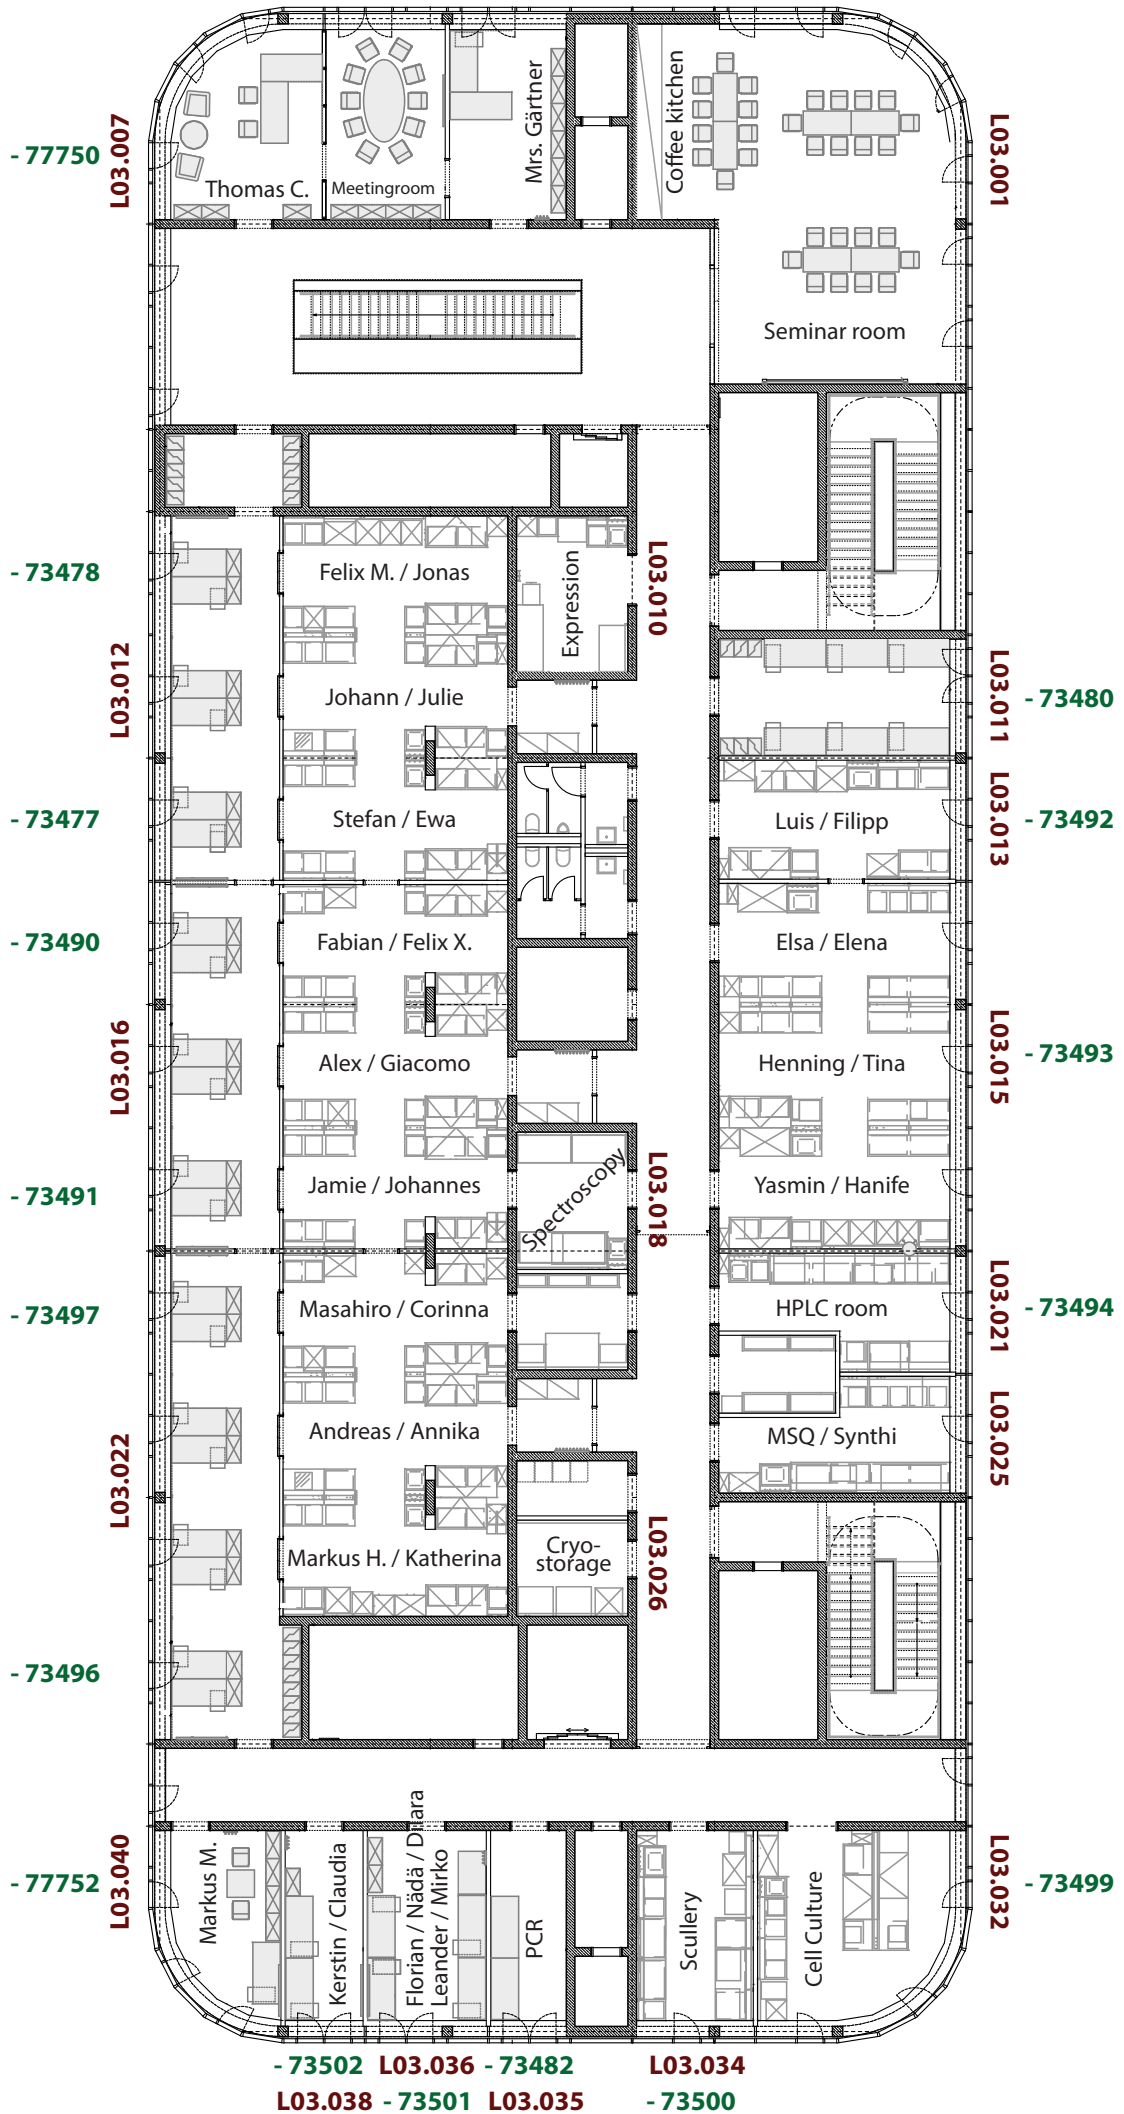 Thomas C.
Meetingroom
Mrs. Gärtner
Coffee kitchen
- 77750
L03.007
L03.001
Seminar room
- 73478
Felix M. / Jonas
Expression
L03.010
L03.012
Johann / Julie
L03.011
- 73480
- 73477
Stefan / Ewa
Luis / Filipp
L03.013
- 73492
- 73490
Fabian / Felix X.
Elsa / Elena
L03.016
Alex / Giacomo
Henning / Tina
L03.015
- 73493
- 73491
Jamie / Johannes
Spectroscopy
L03.018
Yasmin / Hanife
- 73497
Masahiro / Corinna
HPLC room
L03.021
- 73494
L03.022
Andreas / Annika
MSQ / Synthi
L03.025
Markus H. / Katherina
Cryo-
storage
L03.026
- 73496
- 77752
L03.040
Markus M.
Kerstin / Claudia
Florian / Nädä / Dilara
Leander / Mirko
PCR
Scullery
Cell Culture
L03.032
- 73499
- 73502 L03.036 - 73482 L03.034
L03.038 - 73501 L03.035 - 73500